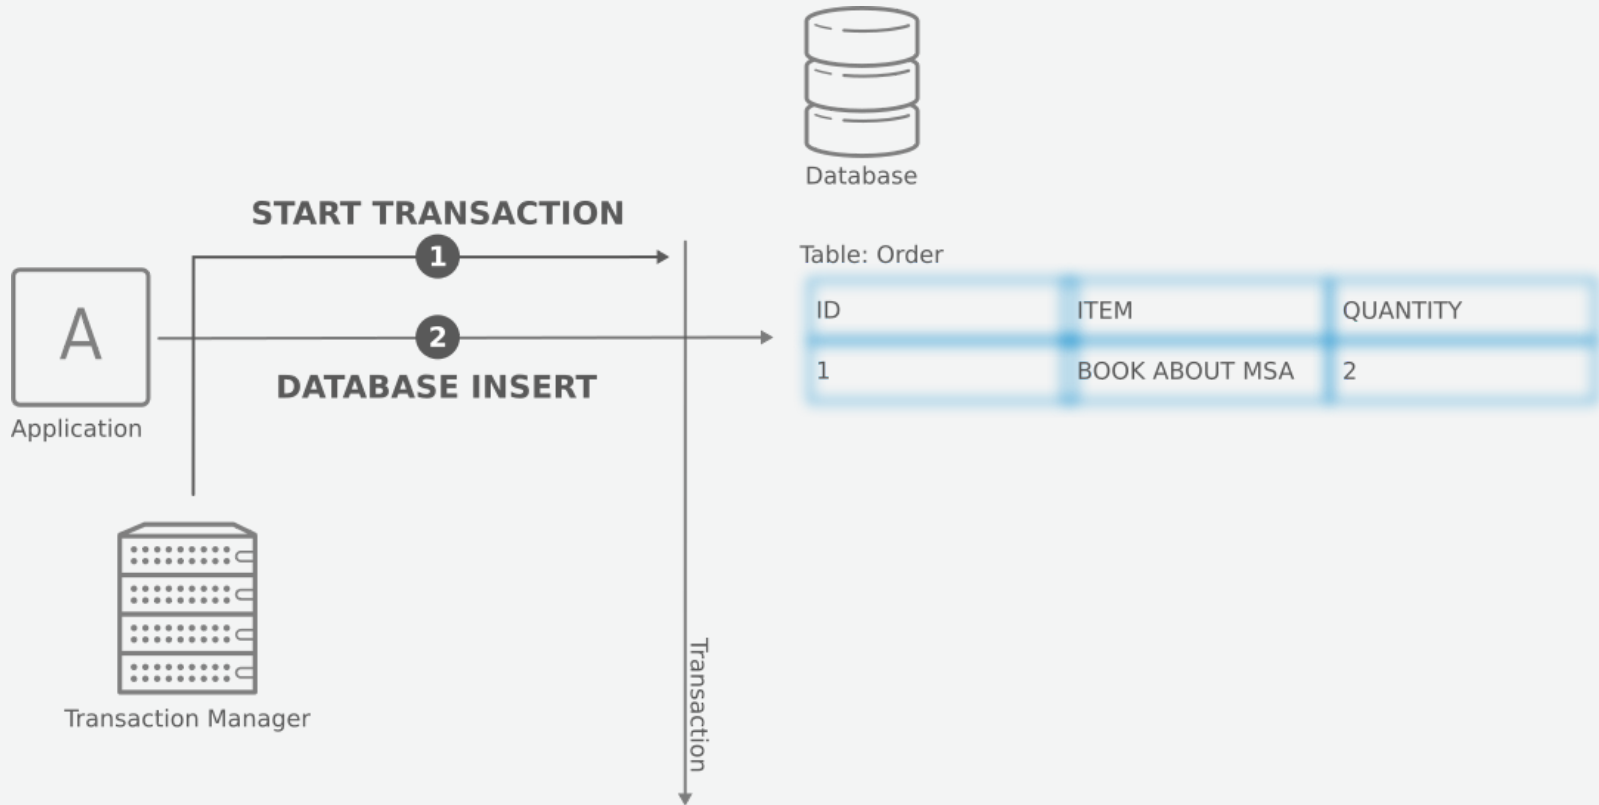 Database
START TRANSACTION
1
Table: Order
ID ITEM QUANTITY
A
2
1 BOOK ABOUT MSA 2
DATABASE INSERT
Application
Transaction
Transaction Manager